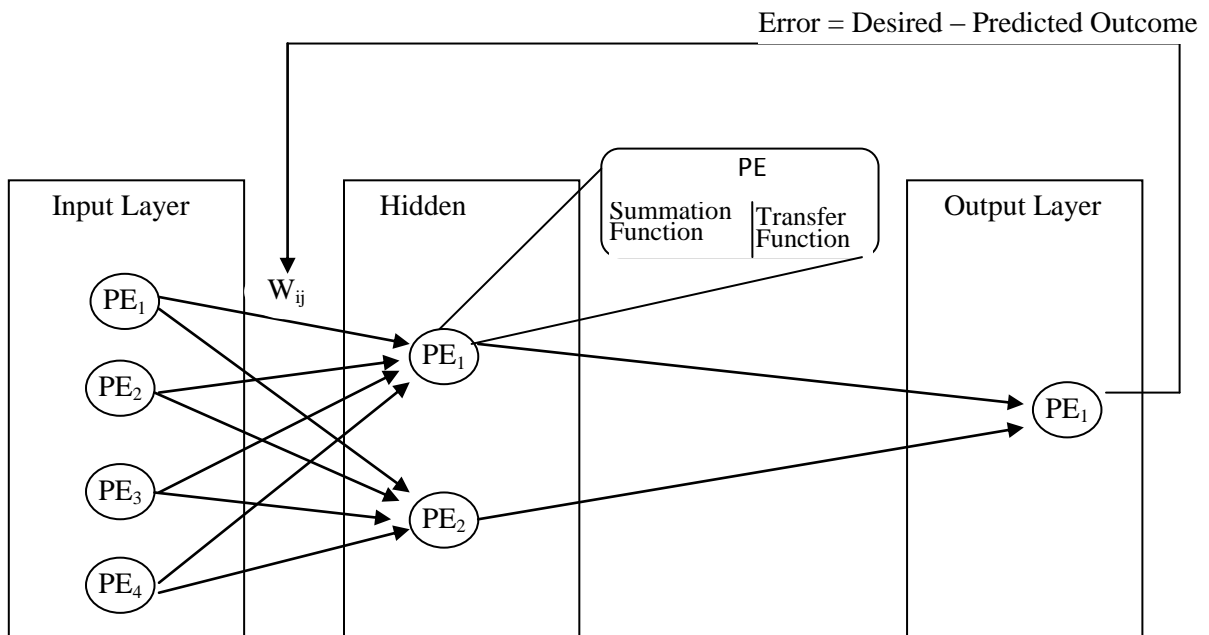 Error = Desired – Predicted Outcome
PE
Input Layer
Hidden
Summation Function
Transfer Function
Output Layer
W_ij
PE₁
PE₂
PE₃
PE₄
PE₁
PE₂
PE₁